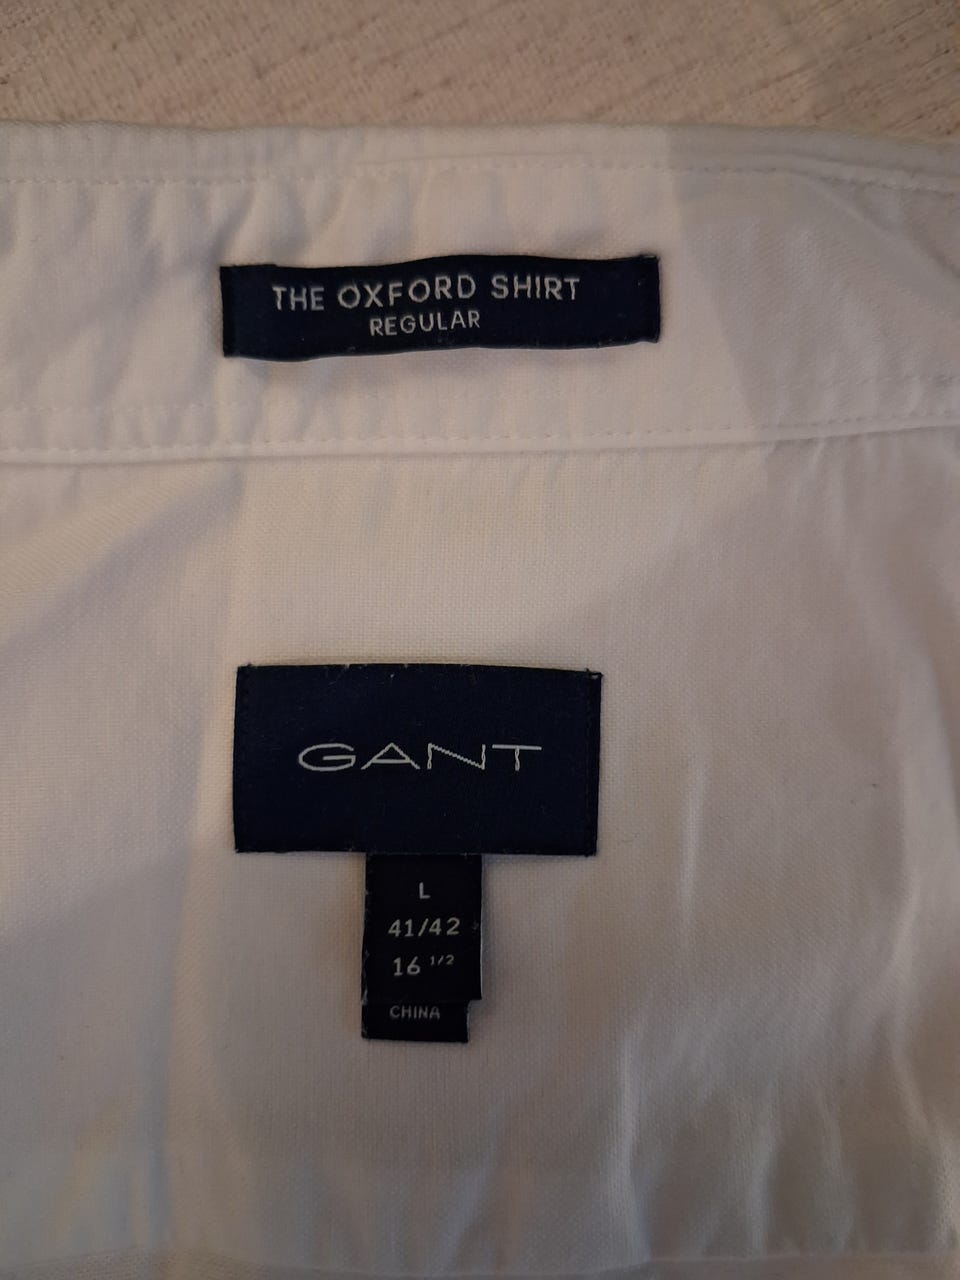 THE OXFORD SHIRT
REGULAR
GANT
L
41/42
16 1/2
CHINA